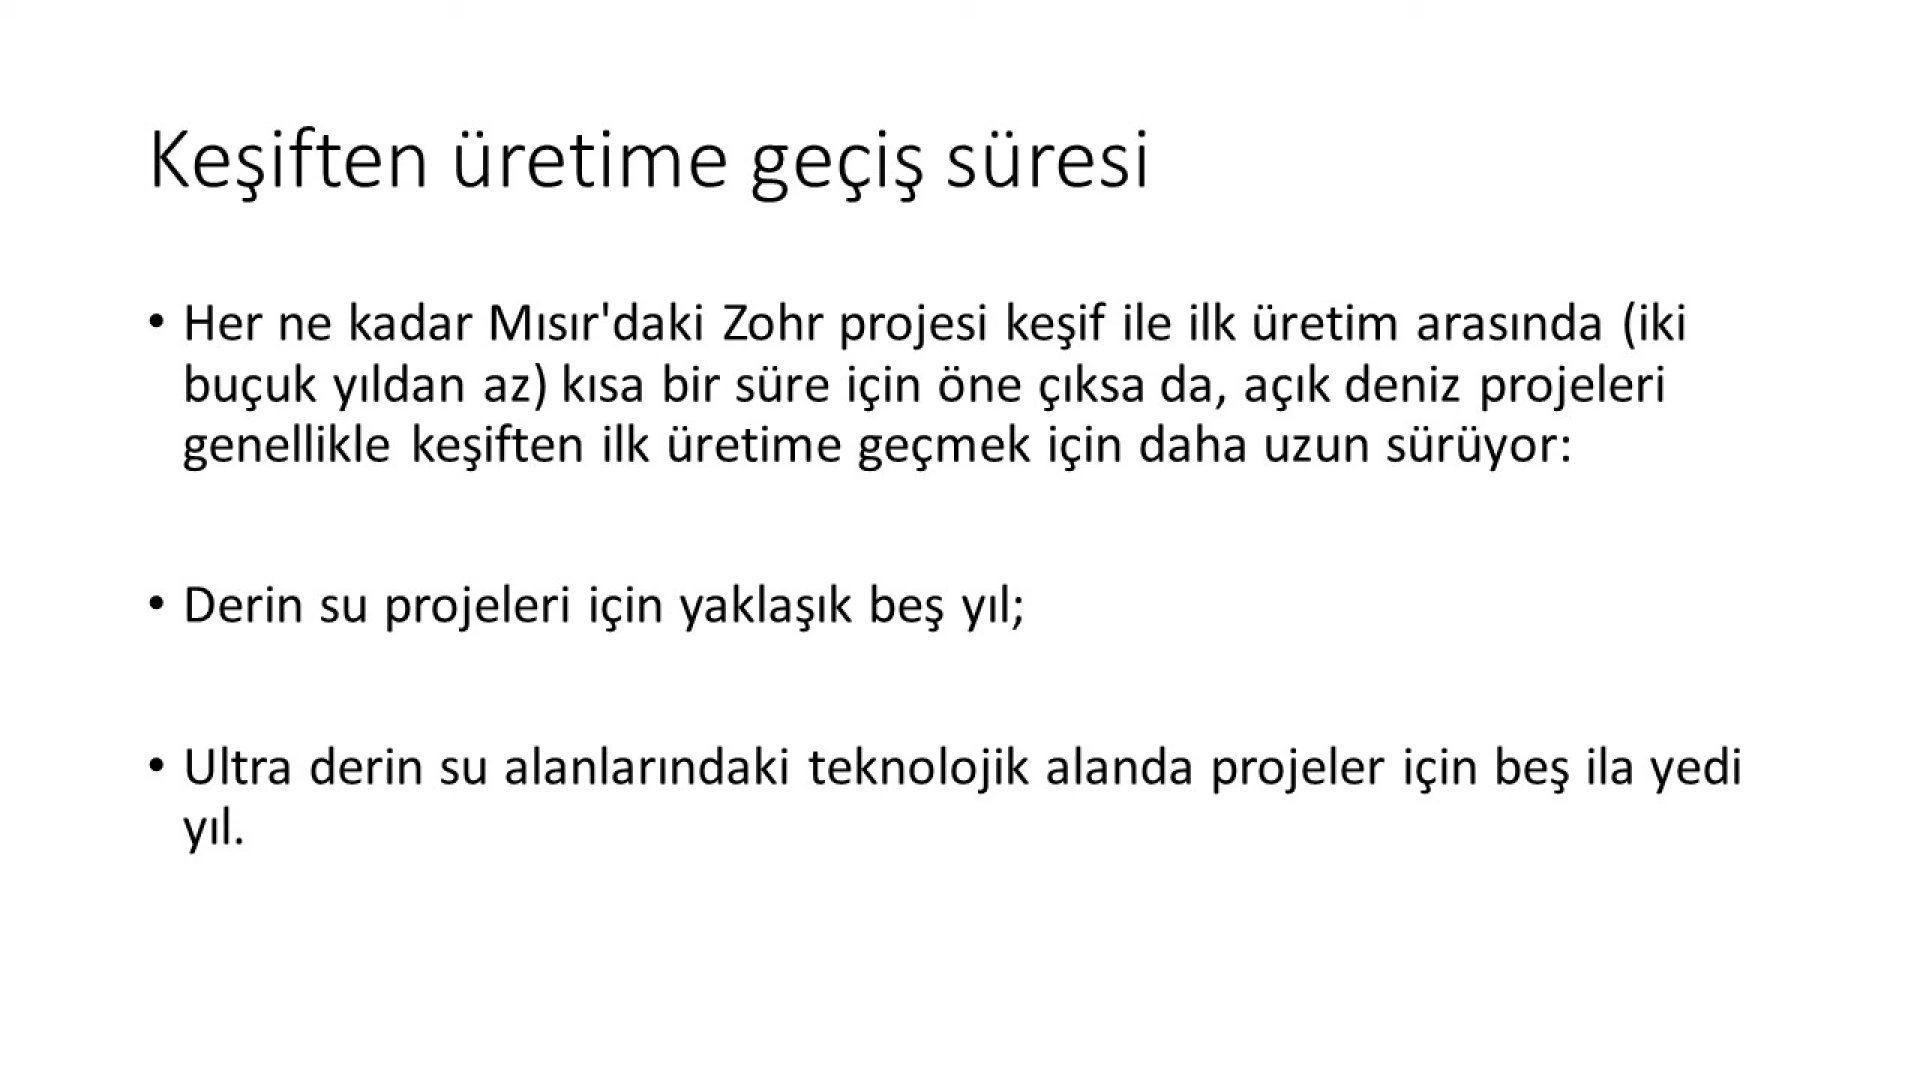 Keşiften üretime geçiş süresi
• Her ne kadar Mısır'daki Zohr projesi keşif ile ilk üretim arasında (iki
buçuk yıldan az) kısa bir süre için öne çıksa da, açık deniz projeleri
genellikle keşiften ilk üretime geçmek için daha uzun sürüyor:
• Derin su projeleri için yaklaşık beş yıl;
• Ultra derin su alanlarındaki teknolojik alanda projeler için beş ila yedi
yıl.